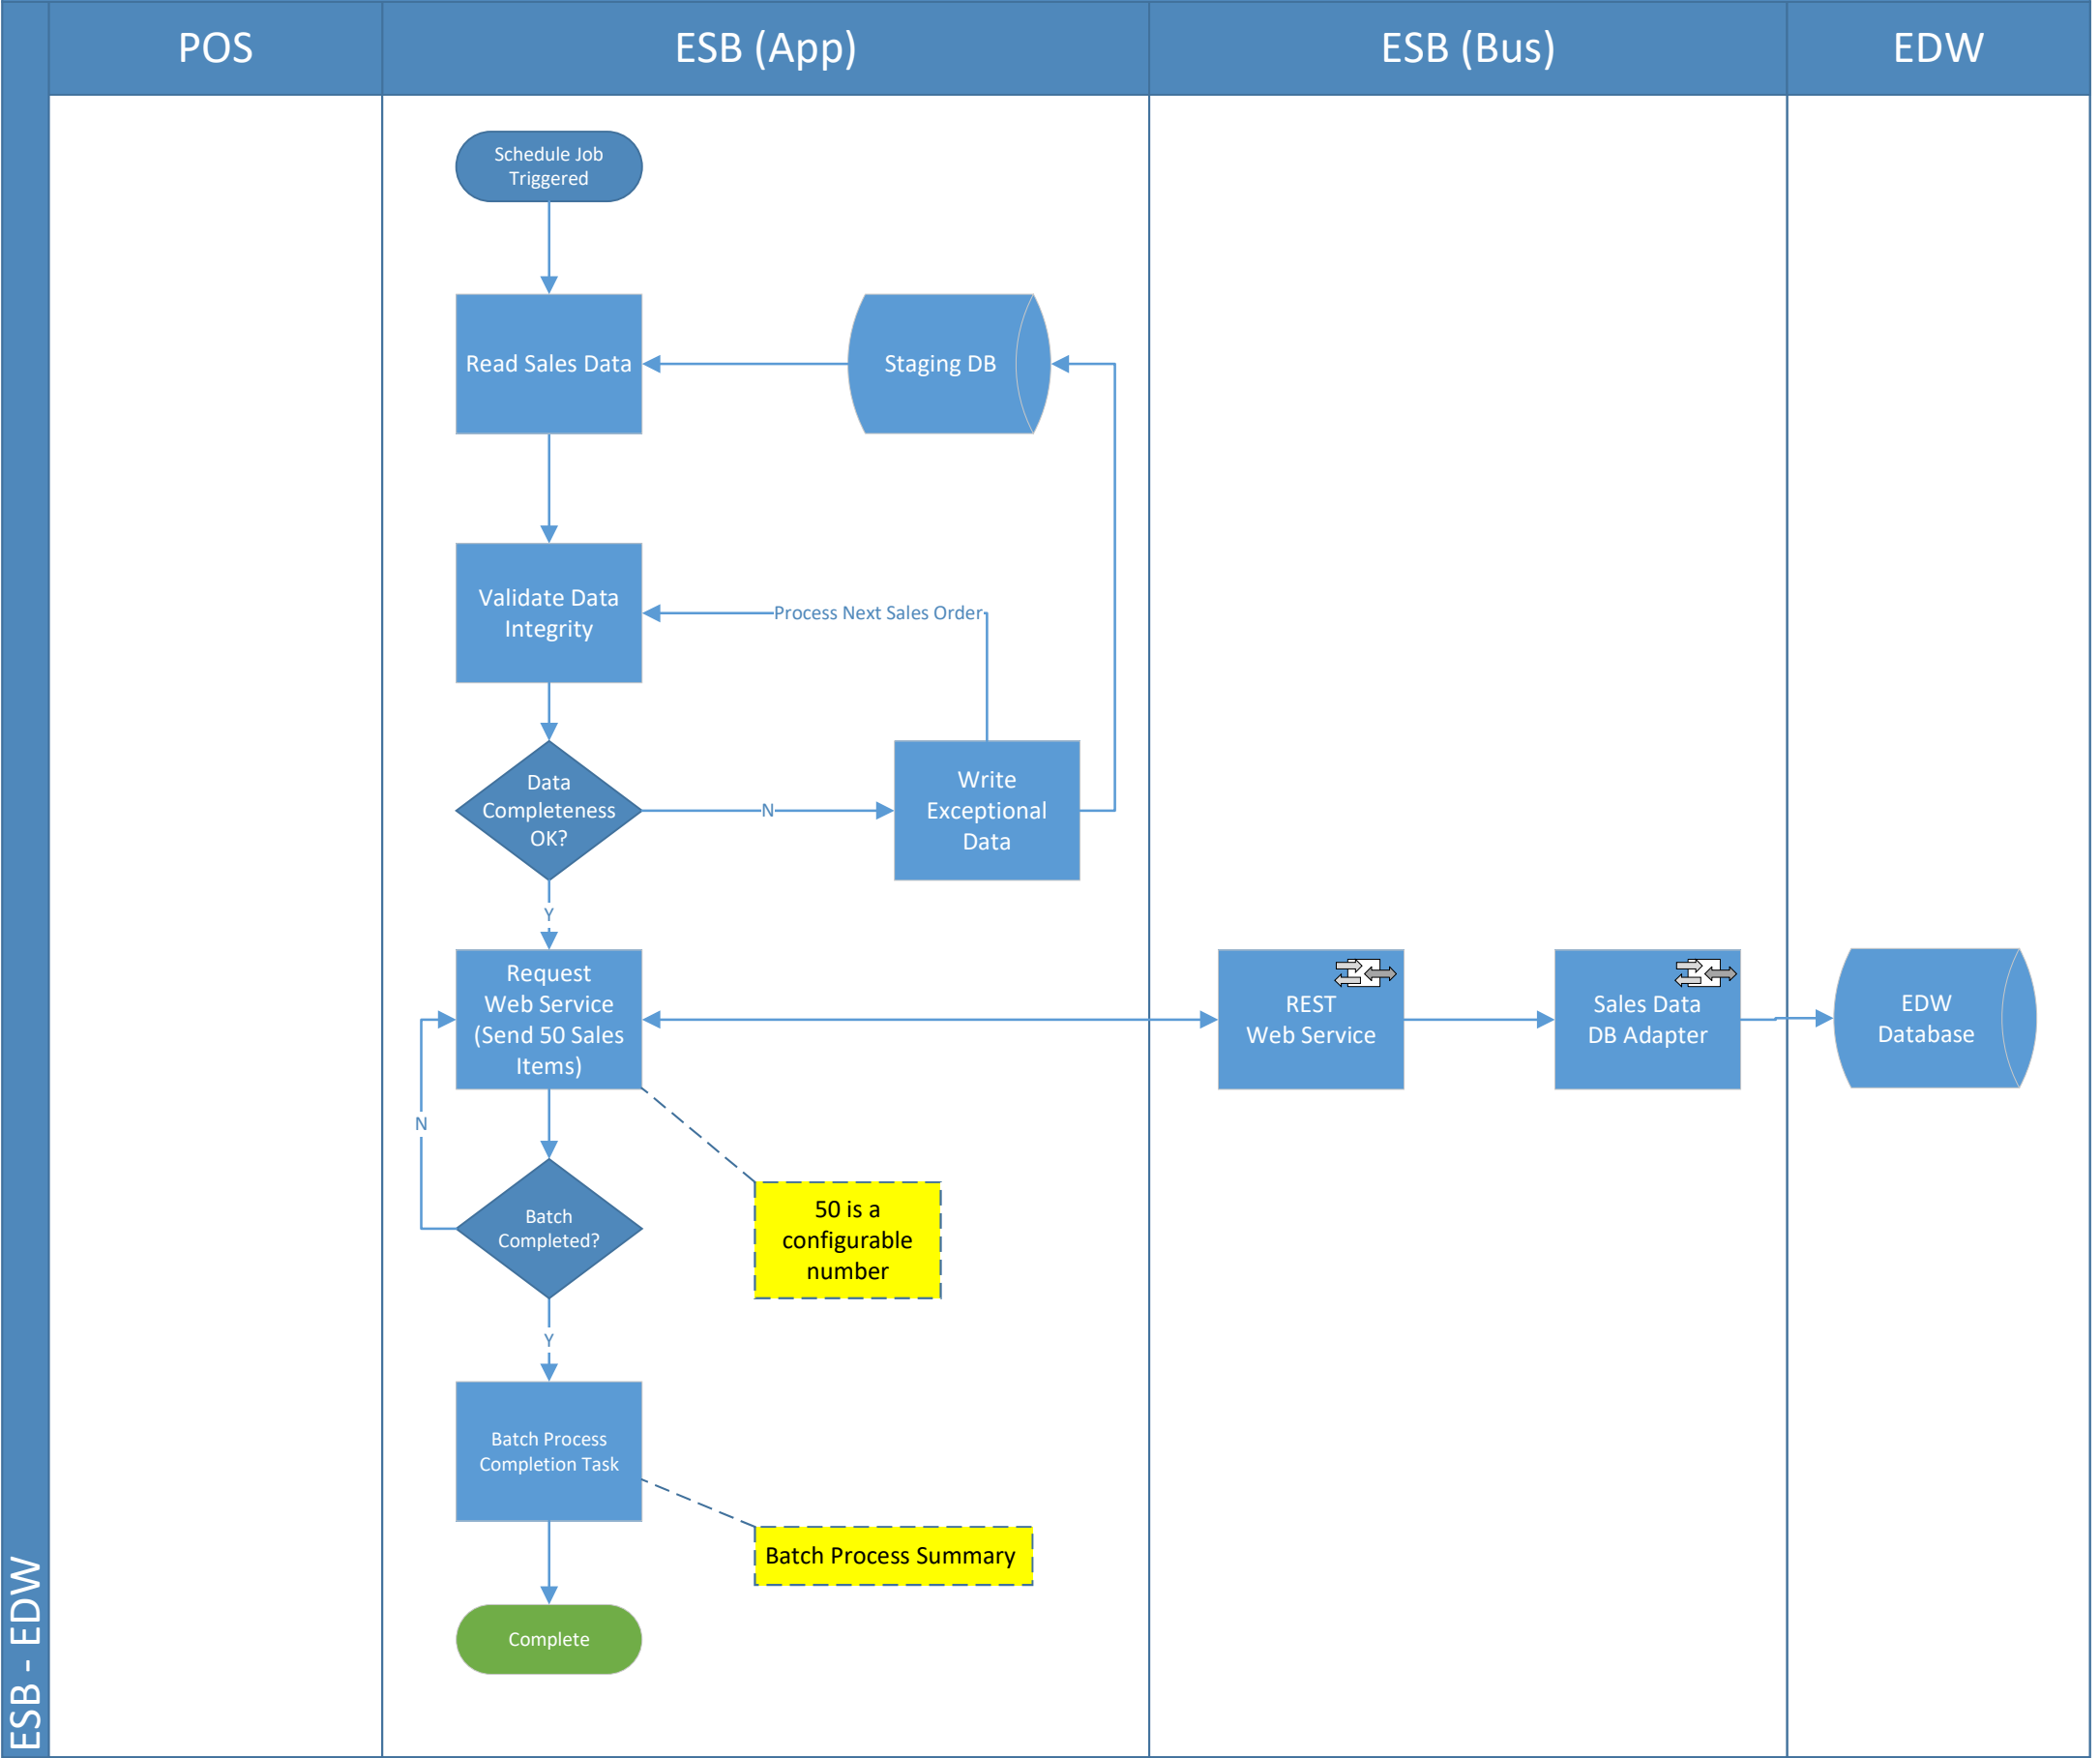 POS
ESB (App)
ESB (Bus)
EDW
Schedule Job
Triggered
Read Sales Data
Staging DB
Validate Data
Integrity
Process Next Sales Order
Data
Completeness
OK?
N
Write
Exceptional
Data
Y
Request
Web Service
(Send 50 Sales
Items)
REST
Web Service
Sales Data
DB Adapter
EDW
Database
N
Batch
Completed?
50 is a
configurable
number
Y
Batch Process
Completion Task
Batch Process Summary
Complete
ESB - EDW